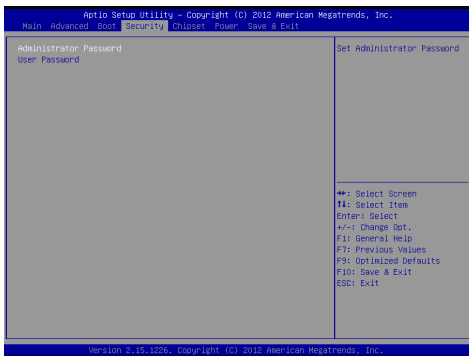 Aptio Setup Utility – Copyright (C) 2012 American Megatrends, Inc.
Main Advanced Boot Security Chipset Power Save & Exit
Administrator Password
User Password
Set Administrator Password
→←: Select Screen
↑↓: Select Item
Enter: Select
+/-: Change Opt.
F1: General Help
F7: Previous Values
F9: Optimized Defaults
F10: Save & Exit
ESC: Exit
Version 2.15.1226. Copyright (C) 2012 American Megatrends, Inc.